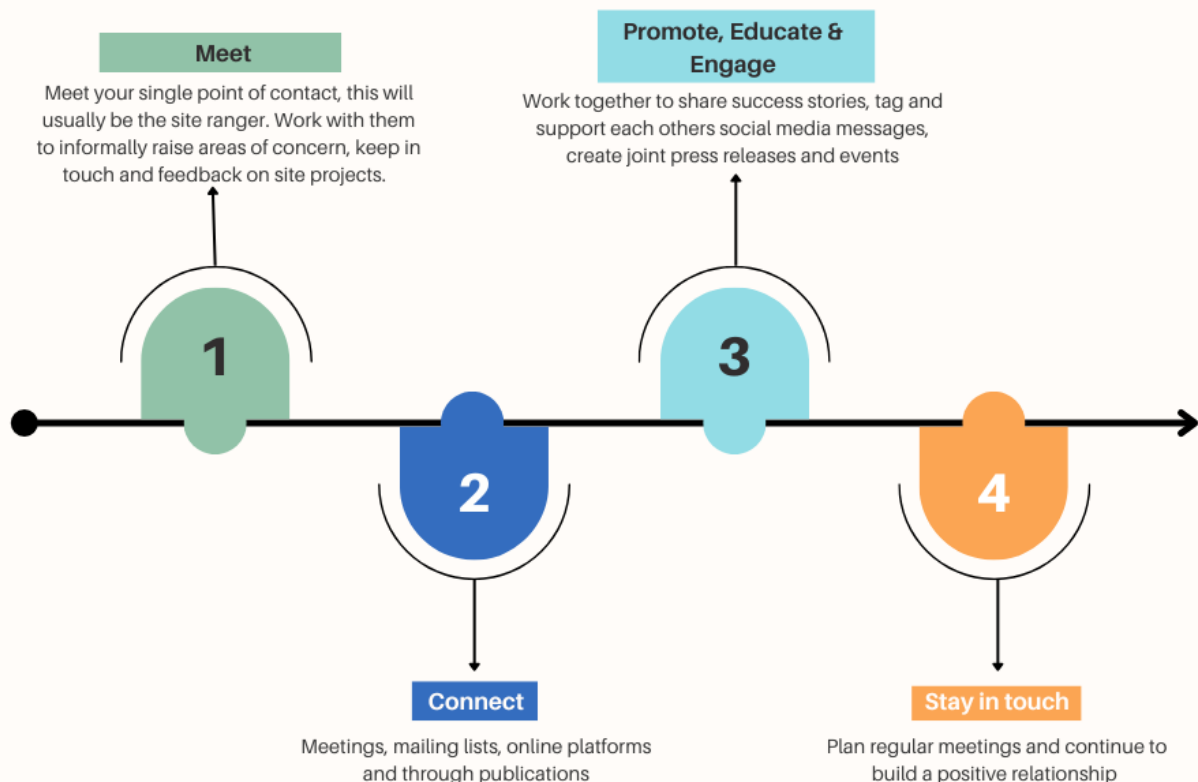 Meet
Meet your single point of contact, this will
usually be the site ranger. Work with them
to informally raise areas of concern, keep in
touch and feedback on site projects.
1
2
Connect
Meetings, mailing lists, online platforms
and through publications
Promote, Educate &
Engage
Work together to share success stories, tag and
support each others social media messages,
create joint press releases and events
3
4
Stay in touch
Plan regular meetings and continue to
build a positive relationship